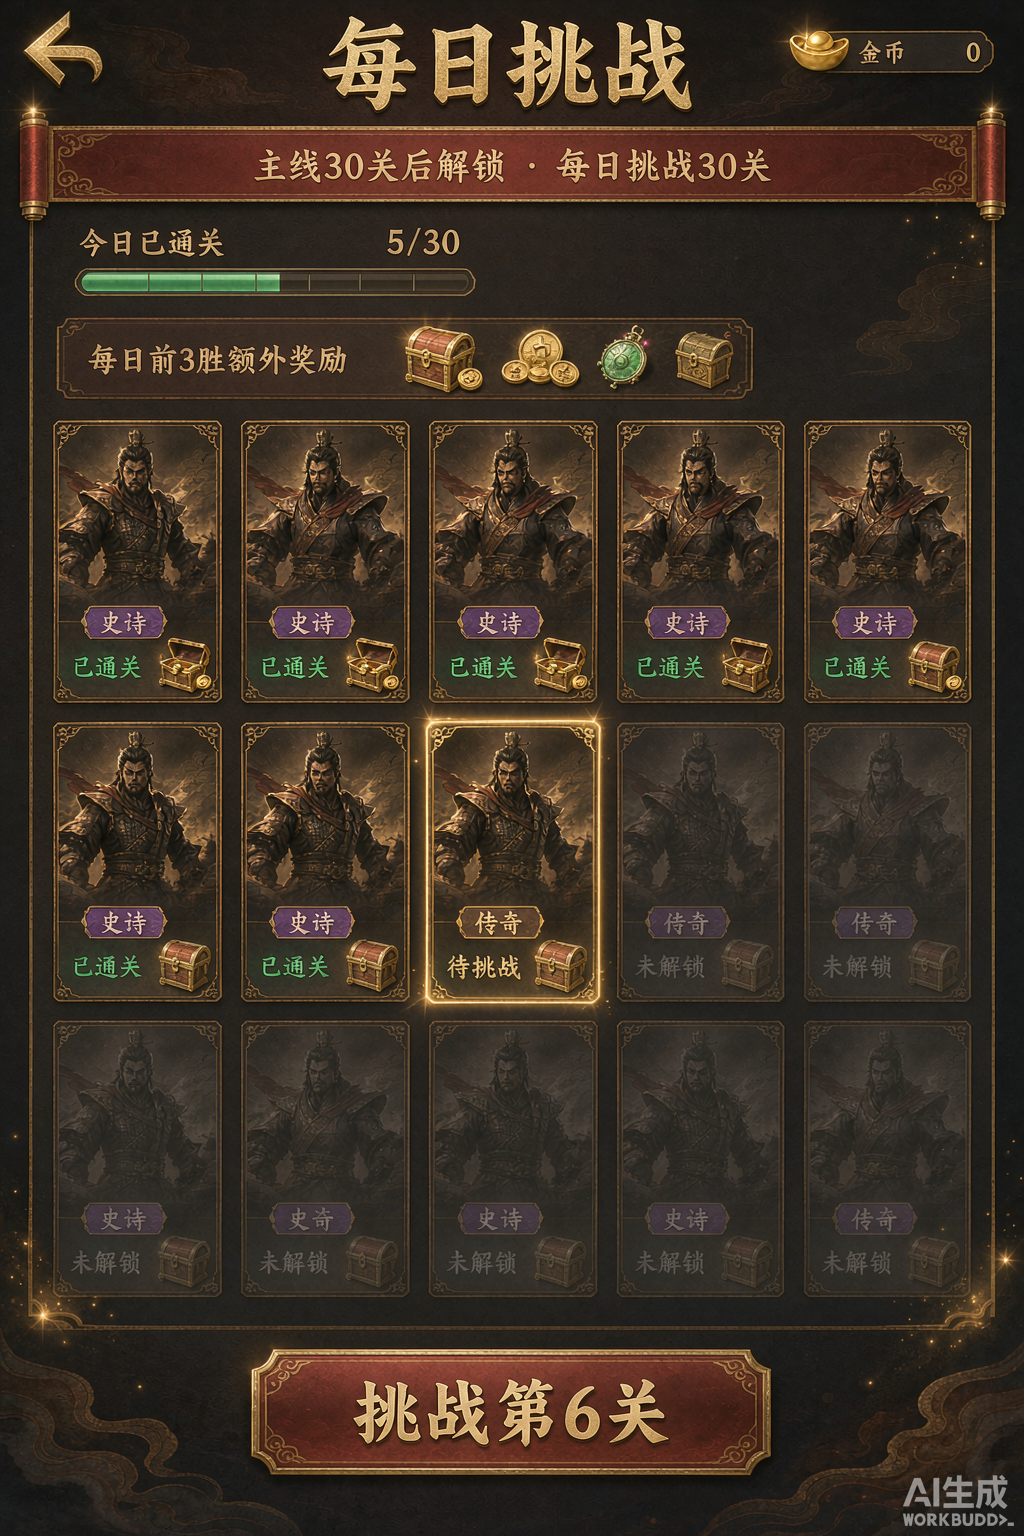 每日挑战
金币 0
主线30关后解锁 · 每日挑战30关
今日已通关 5/30
每日前3胜额外奖励
史诗 史诗 史诗 史诗 史诗
已通关 已通关 已通关 已通关 已通关
史诗 史诗 传奇 传奇 传奇
已通关 已通关 待挑战 未解锁 未解锁
史诗 史奇 史诗 史诗 传奇
未解锁 未解锁 未解锁 未解锁 未解锁
挑战第6关
AI生成
WORKBUDD>_